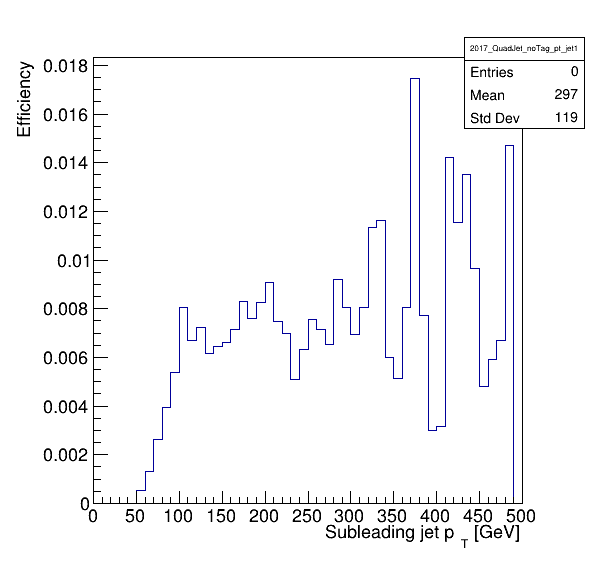 2017_QuadJet_noTag_pt_jet1
Entries 0
Mean 297
Std Dev 119
Efficiency
0.018
0.016
0.014
0.012
0.01
0.008
0.006
0.004
0.002
0
0 50 100 150 200 250 300 350 400 450 500
Subleading jet p_T [GeV]